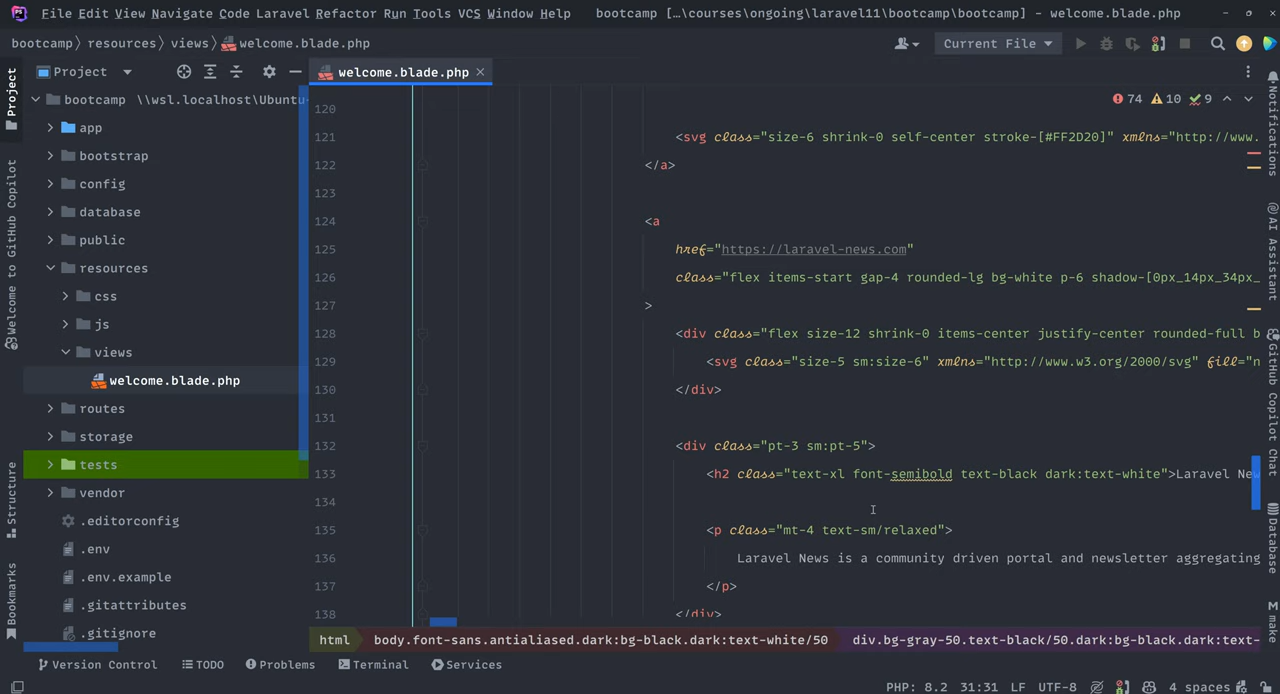 File Edit View Navigate Code Laravel Refactor Run Tools VCS Window Help bootcamp […\courses\ongoing\laravel11\bootcamp\bootcamp] - welcome.blade.php
bootcamp resources views welcome.blade.php Current File
Project
welcome.blade.php
Project
Structure
Bookmarks
Welcome to GitHub Copilot
bootcamp \\wsl.localhost\Ubuntu
app
bootstrap
config
database
public
resources
css
js
views
welcome.blade.php
routes
storage
tests
vendor
.editorconfig
.env
.env.example
.gitattributes
.gitignore
74 10 9
120
121 <svg class="size-6 shrink-0 self-center stroke-[#FF2D20]" xmlns="http://www.
122 </a>
123
124 <a
125 href="https://laravel-news.com"
126 class="flex items-start gap-4 rounded-lg bg-white p-6 shadow-[0px_14px_34px_
127 >
128 <div class="flex size-12 shrink-0 items-center justify-center rounded-full b
129 <svg class="size-5 sm:size-6" xmlns="http://www.w3.org/2000/svg" fill="n
130 </div>
131
132 <div class="pt-3 sm:pt-5">
133 <h2 class="text-xl font-semibold text-black dark:text-white">Laravel New
134
135 <p class="mt-4 text-sm/relaxed">
136 Laravel News is a community driven portal and newsletter aggregating
137 </p>
138 </div>
Notifications
AI Assistant
GitHub Copilot Chat
Database
make
html body.font-sans.antialiased.dark:bg-black.dark:text-white/50 div.bg-gray-50.text-black/50.dark:bg-black.dark:text-
Version Control TODO Problems Terminal Services
PHP: 8.2 31:31 LF UTF-8 4 spaces